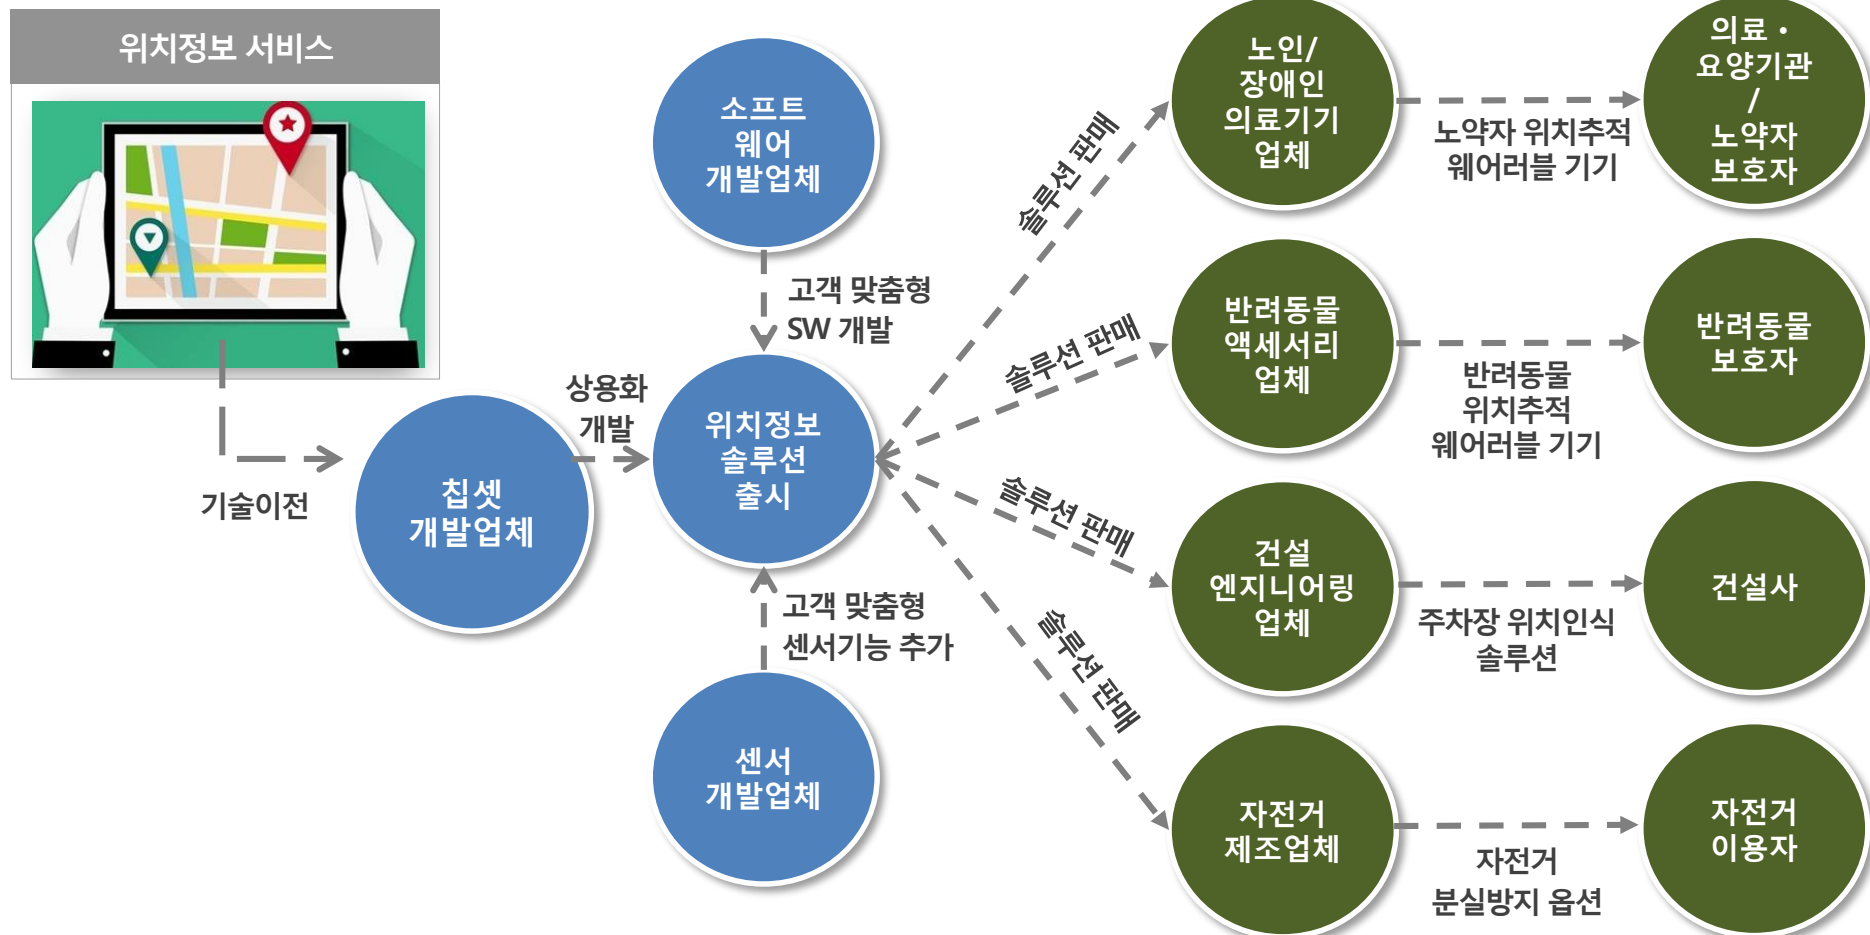 위치정보 서비스
기술이전
칩셋
개발업체
상용화
개발
소프트
웨어
개발업체
고객 맞춤형
SW 개발
위치정보
솔루션
출시
고객 맞춤형
센서기능 추가
센서
개발업체
솔루션 판매
솔루션 판매
솔루션 판매
솔루션 판매
노인/
장애인
의료기기
업체
노약자 위치추적
웨어러블 기기
의료・
요양기관
/
노약자
보호자
반려동물
액세서리
업체
반려동물
위치추적
웨어러블 기기
반려동물
보호자
건설
엔지니어링
업체
주차장 위치인식
솔루션
건설사
자전거
제조업체
자전거
분실방지 옵션
자전거
이용자